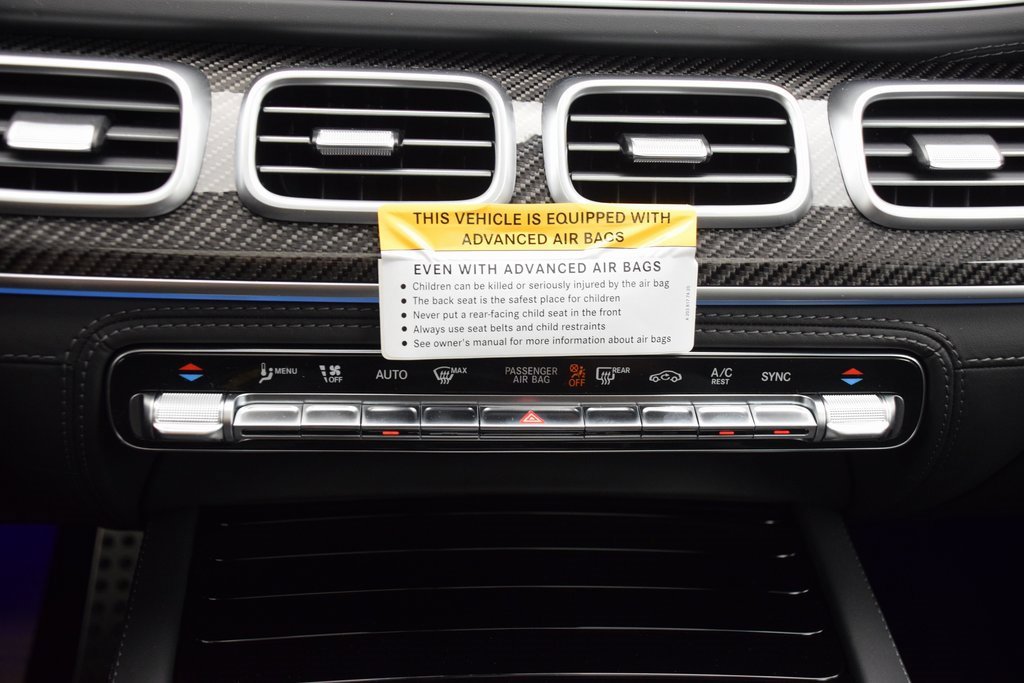 THIS VEHICLE IS EQUIPPED WITH
ADVANCED AIR BAGS
EVEN WITH ADVANCED AIR BAGS
• Children can be killed or seriously injured by the air bag
• The back seat is the safest place for children
• Never put a rear-facing child seat in the front
• Always use seat belts and child restraints
• See owner's manual for more information about air bags
MENU
OFF
AUTO
MAX
PASSENGER
AIR BAG
OFF
REAR
A/C
REST
SYNC